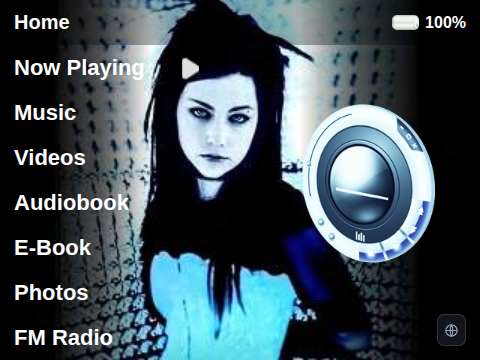 Home
100%
Now Playing
Music
Videos
Audiobook
E-Book
Photos
FM Radio